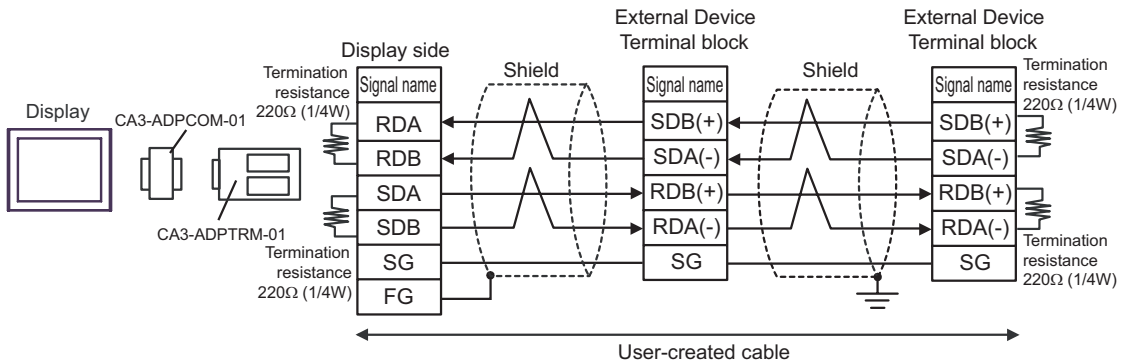 Display
CA3-ADPCOM-01
CA3-ADPTRM-01
Display side
Termination
resistance
220Ω (1/4W)
Termination
resistance
220Ω (1/4W)
Signal name
RDA
RDB
SDA
SDB
SG
FG
Shield
External Device
Terminal block
Signal name
SDB(+)
SDA(-)
RDB(+)
RDA(-)
SG
Shield
External Device
Terminal block
Signal name
SDB(+)
SDA(-)
RDB(+)
RDA(-)
SG
Termination
resistance
220Ω (1/4W)
Termination
resistance
220Ω (1/4W)
User-created cable